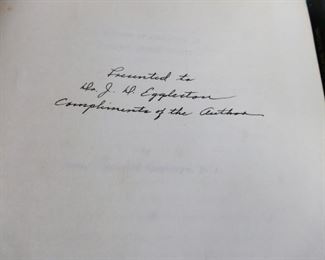 Presented to
Dr. J. D. Eggleston
Compliments of the Author